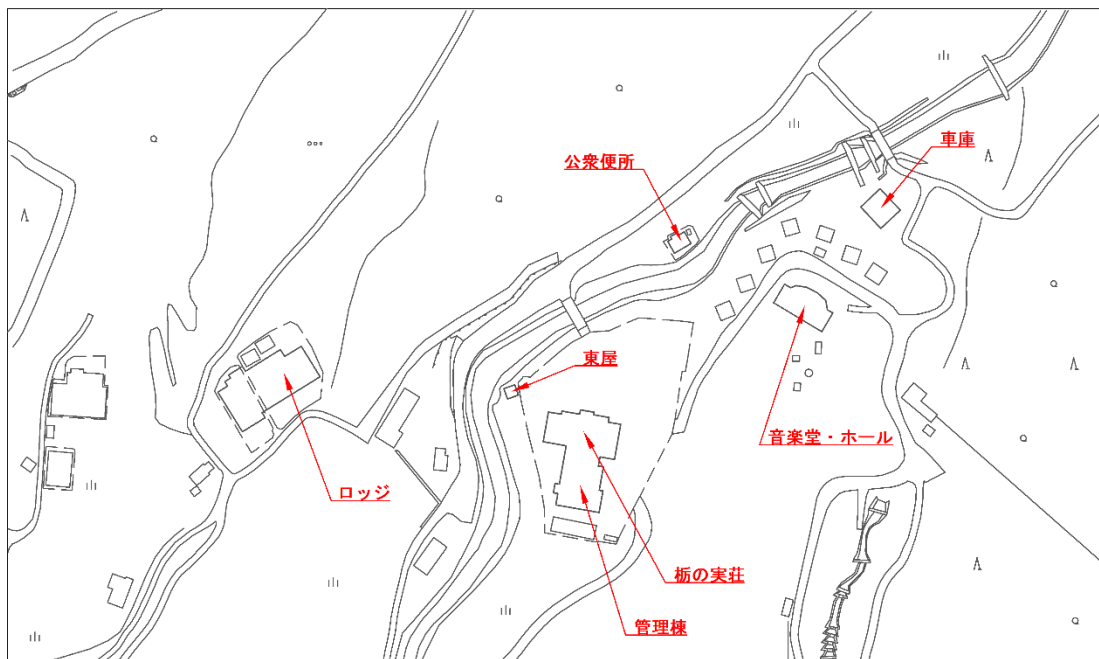 車庫
公衆便所
東屋
音楽堂・ホール
ロッジ
栃の実荘
管理棟